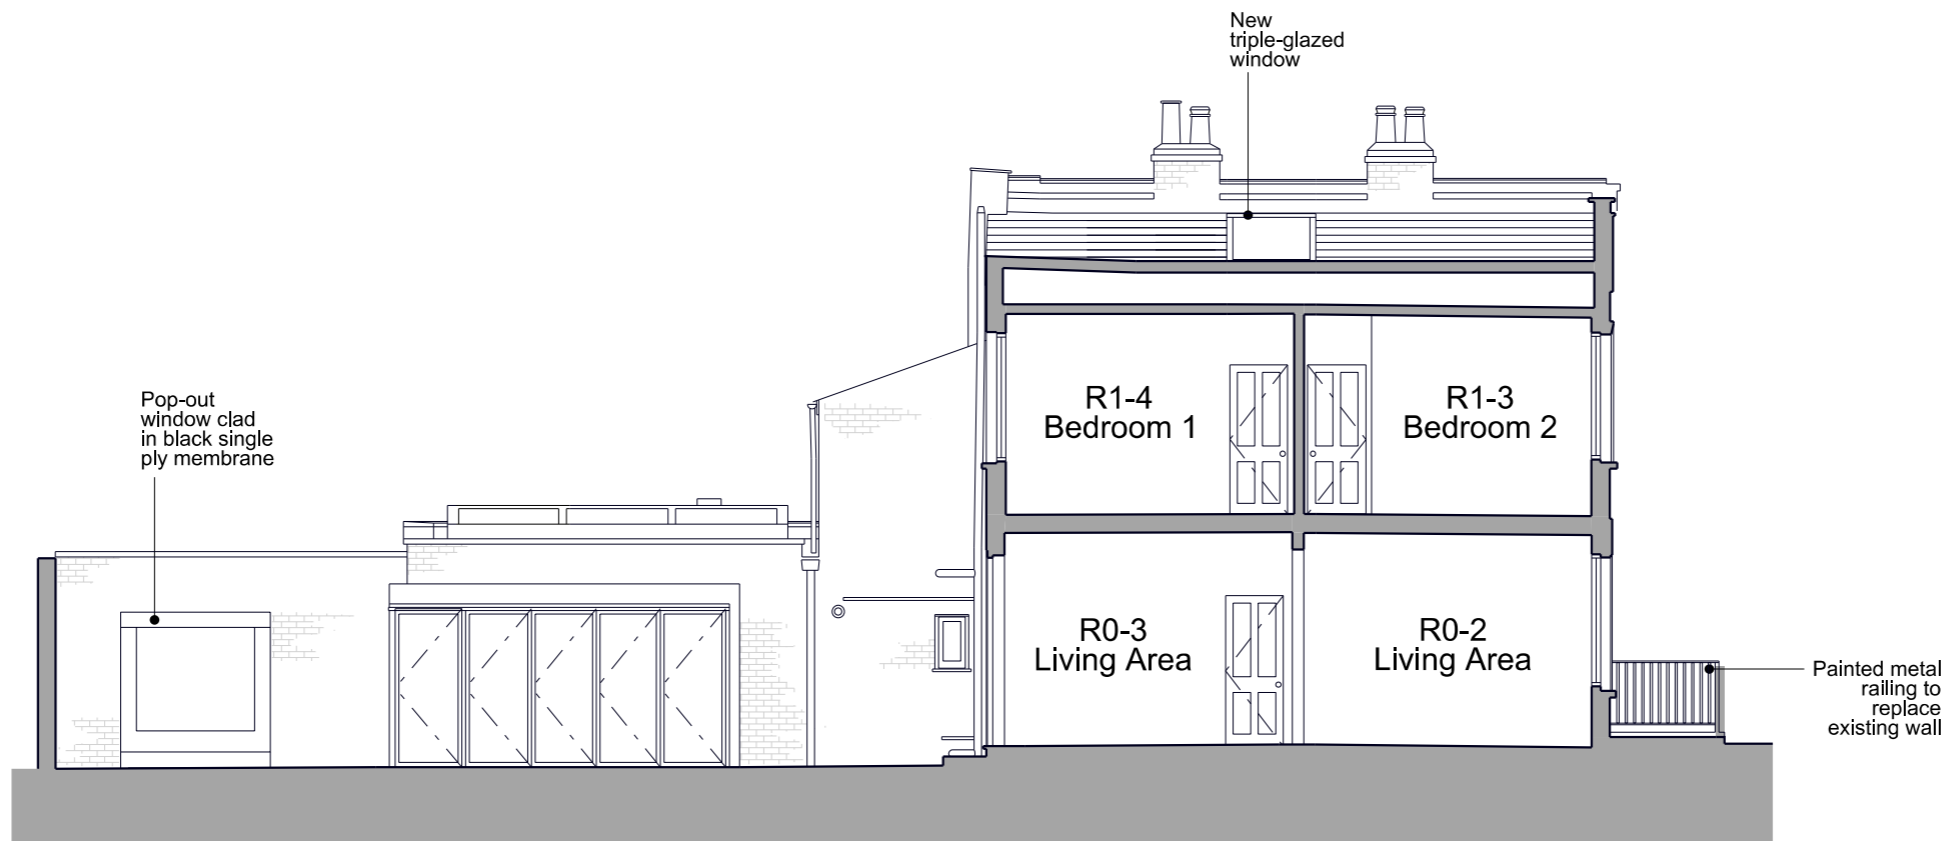 New
triple-glazed
window
Pop-out
window clad
in black single
ply membrane
R1-4
Bedroom 1
R1-3
Bedroom 2
R0-3
Living Area
R0-2
Living Area
Painted metal
railing to
replace
existing wall